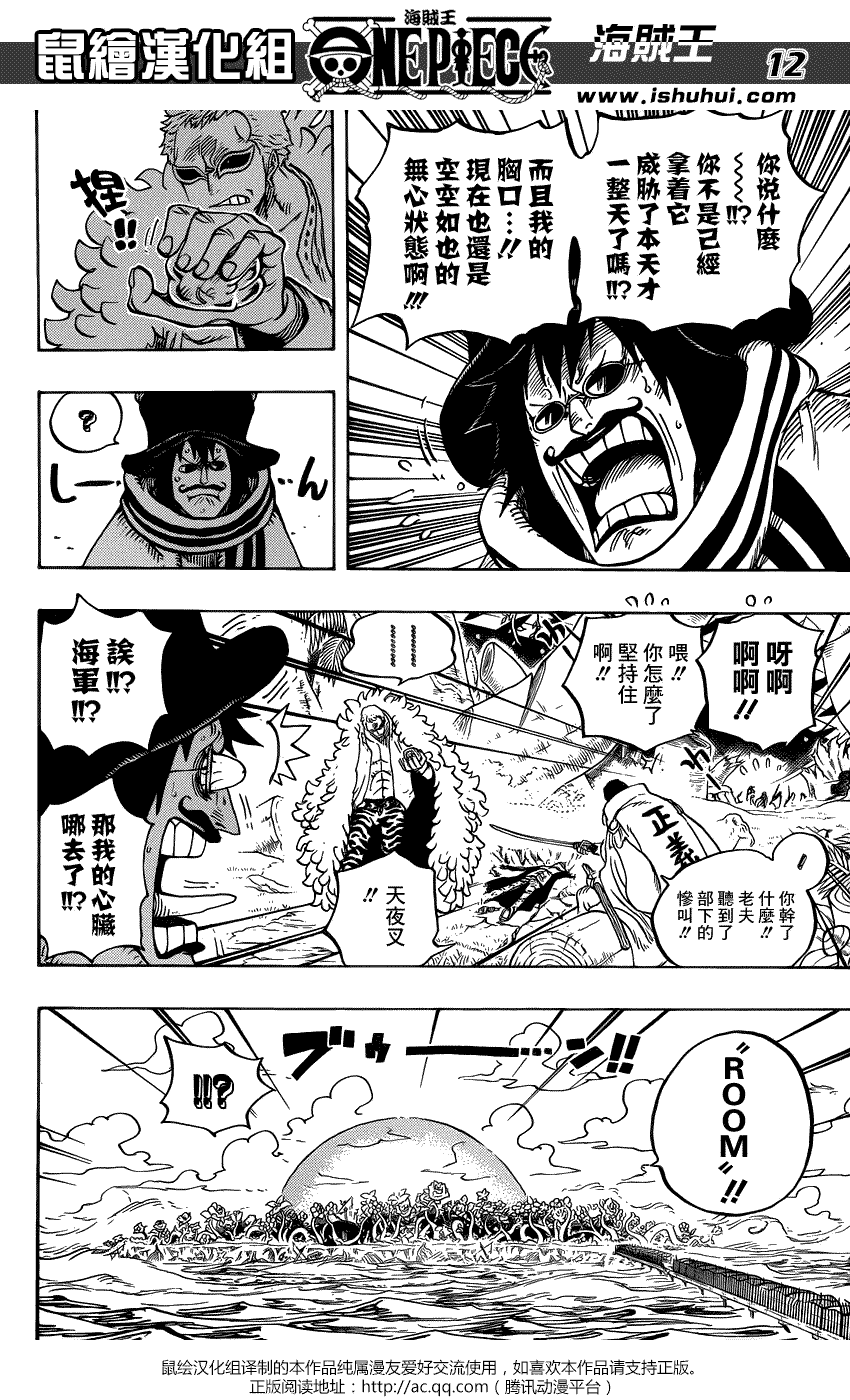 鼠繪漢化組
海賊王
ONE PIECE
海賊王
12
www.ishuhui.com
你说什麼
～～～!!?
你不是已經
拿着它
威胁了本天才
一整天了嗎!!?
而且我的
胸口…!!
現在也還是
空空如也的
無心狀態啊!!!
捏!!
?
しーん
呀啊
啊啊!!
喂!!
你怎麼了
堅持住
啊!!
正義
！
你幹了
什麼!!
老夫
聽到了
部下的
慘叫!!
…………
天夜叉
!!
誒!!?
海軍!!?
那我的心臟
哪去了!!?
“ROOM”!!
ブゥーーン!!
!!?
鼠绘汉化组译制的本作品纯属漫友爱好交流使用，如喜欢本作品请支持正版。
正版阅读地址：http://ac.qq.com（腾讯动漫平台）